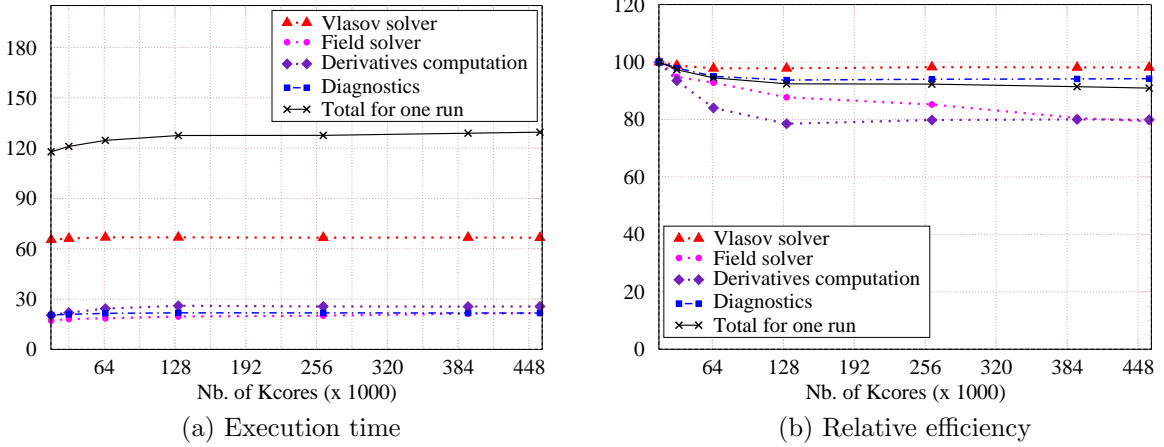 180
150
120
90
60
30
0
Vlasov solver
Field solver
Derivatives computation
Diagnostics
Total for one run
64 128 192 256 320 384 448
Nb. of Kcores (x 1000)
(a) Execution time
120
100
80
60
40
20
0
Vlasov solver
Field solver
Derivatives computation
Diagnostics
Total for one run
64 128 192 256 320 384 448
Nb. of Kcores (x 1000)
(b) Relative efficiency